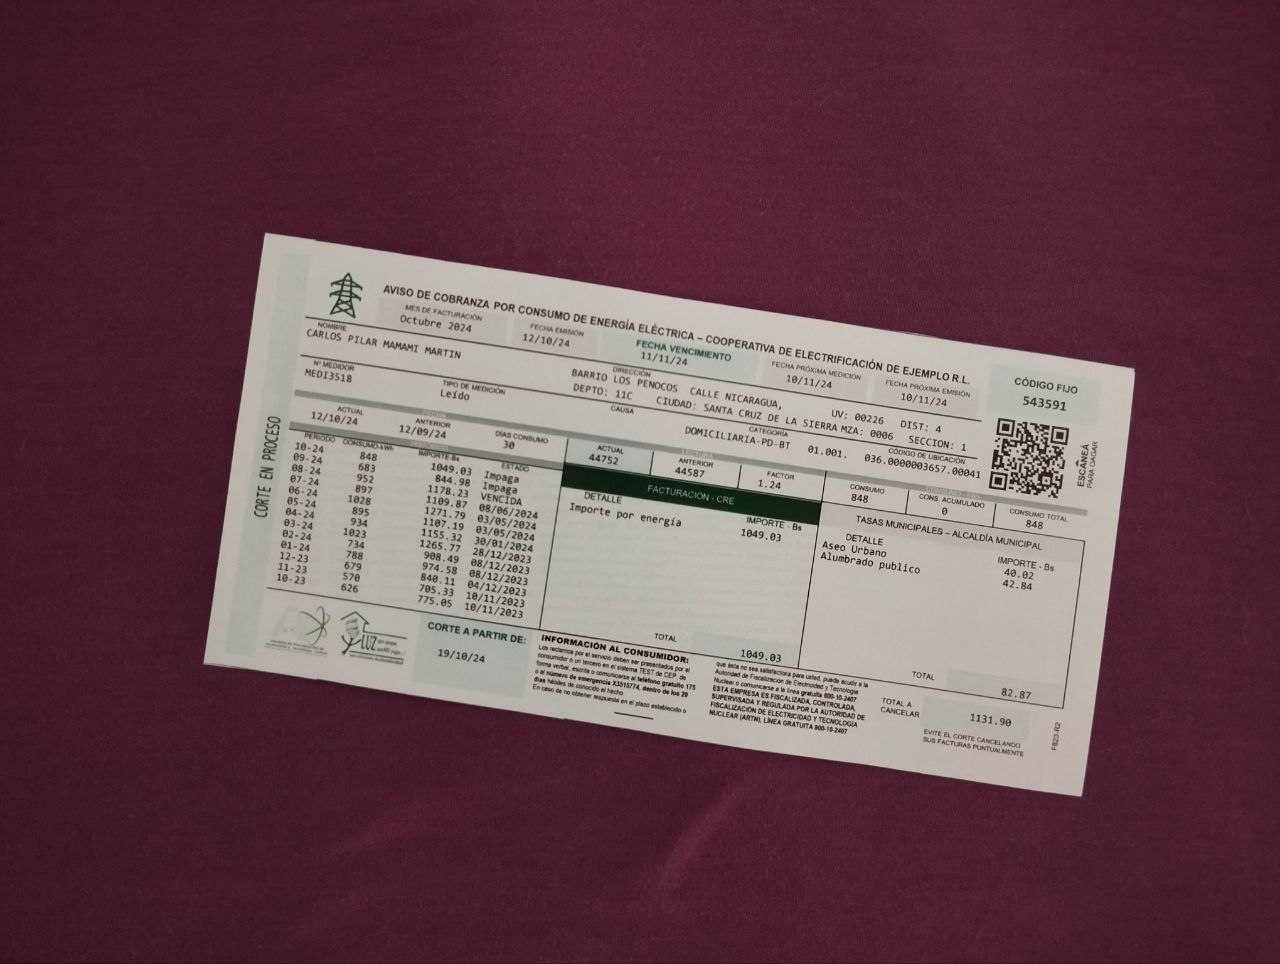 AVISO DE COBRANZA POR CONSUMO DE ENERGÍA ELÉCTRICA – COOPERATIVA DE ELECTRIFICACIÓN DE EJEMPLO R.L.
MES DE FACTURACIÓN
Octubre 2024
FECHA EMISIÓN
12/10/24
FECHA VENCIMIENTO
11/11/24
FECHA PRÓXIMA MEDICIÓN
10/11/24
FECHA PRÓXIMA EMISIÓN
10/11/24
CÓDIGO FIJO
543591
NOMBRE
CARLOS PILAR MAMAMI MARTIN
DIRECCIÓN
BARRIO LOS PENOCOS CALLE NICARAGUA, UV: 00226 DIST: 4
DEPTO: 11C CIUDAD: SANTA CRUZ DE LA SIERRA MZA: 0006 SECCION: 1
Nº MEDIDOR
MEDI3518
TIPO DE MEDICIÓN
Leído
CAUSA
CATEGORÍA
DOMICILIARIA-PD-BT
CÓDIGO DE UBICACIÓN
01.001. 036.0000003657.00041
ESCANEÁ
PARA PAGAR
CORTE EN PROCESO
FECHA
ACTUAL
12/10/24
ANTERIOR
12/09/24
DÍAS CONSUMO
30
LECTURA
ACTUAL
44752
ANTERIOR
44587
FACTOR
1.24
CONSUMO
848
CONS. ACUMULADO
0
CONSUMO TOTAL
848
PERIODO CONSUMO-kWh IMPORTE-Bs ESTADO
10-24 848 1049.03 Impaga
09-24 683 844.98 Impaga
08-24 952 1178.23 VENCIDA
07-24 897 1109.87 08/06/2024
06-24 1028 1271.79 03/05/2024
05-24 895 1107.19 03/05/2024
04-24 934 1155.32 30/01/2024
03-24 1023 1265.77 28/12/2023
02-24 734 908.49 08/12/2023
01-24 788 974.58 08/12/2023
12-23 679 840.11 04/12/2023
11-23 570 705.33 10/11/2023
10-23 626 775.05 10/11/2023
FACTURACIÓN - CRE
DETALLE IMPORTE - Bs
Importe por energía 1049.03
TOTAL 1049.03
TASAS MUNICIPALES – ALCALDÍA MUNICIPAL
DETALLE IMPORTE - Bs
Aseo Urbano 40.02
Alumbrado publico 42.84
TOTAL 82.87
LUZ
CORTE A PARTIR DE:
19/10/24
INFORMACIÓN AL CONSUMIDOR:
Los reclamos por el servicio deben ser presentados por el
consumidor o un tercero en el sistema TEST de CEP de
forma verbal, escrita o comunicarse al teléfono gratuito 175
o al número de emergencia X3515774, dentro de los 20
días hábiles de conocido el hecho
En caso de no obtener respuesta en el plazo establecido o
que ésta no sea satisfactoria para usted, puede acudir a la
Autoridad de Fiscalización de Electricidad y Tecnología
Nuclear o comunicarse a la línea gratuita 800-10-2407
ESTA EMPRESA ES FISCALIZADA, CONTROLADA,
SUPERVISADA Y REGULADA POR LA AUTORIDAD DE
FISCALIZACIÓN DE ELECTRICIDAD Y TECNOLOGÍA
NUCLEAR (ARTN), LÍNEA GRATUITA 800-10-2407
TOTAL A
CANCELAR
1131.90
EVITE EL CORTE CANCELANDO
SUS FACTURAS PUNTUALMENTE
F823-R2